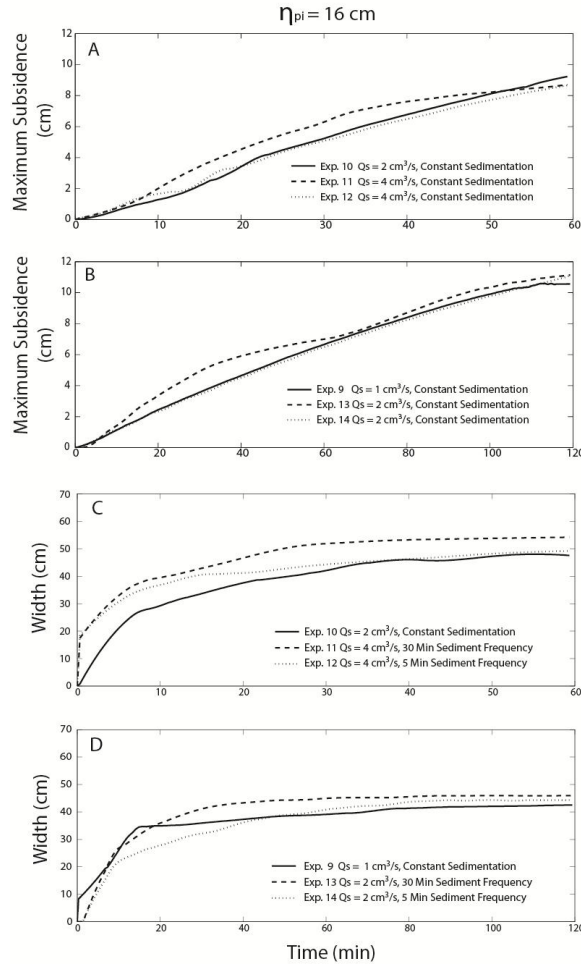 ηpi = 16 cm
A
Maximum Subsidence
(cm)
12
10
8
6
4
2
0
Exp. 10 Qs = 2 cm³/s, Constant Sedimentation
Exp. 11 Qs = 4 cm³/s, Constant Sedimentation
Exp. 12 Qs = 4 cm³/s, Constant Sedimentation
0 10 20 30 40 50 60
B
Maximum Subsidence
(cm)
12
10
8
6
4
2
0
Exp. 9 Qs = 1 cm³/s, Constant Sedimentation
Exp. 13 Qs = 2 cm³/s, Constant Sedimentation
Exp. 14 Qs = 2 cm³/s, Constant Sedimentation
0 20 40 60 80 100 120
C
Width (cm)
70
60
50
40
30
20
10
0
Exp. 10 Qs = 2 cm³/s, Constant Sedimentation
Exp. 11 Qs = 4 cm³/s, 30 Min Sediment Frequency
Exp. 12 Qs = 4 cm³/s, 5 Min Sediment Frequency
0 10 20 30 40 50 60
D
Width (cm)
70
60
50
40
30
20
10
0
Exp. 9 Qs = 1 cm³/s, Constant Sedimentation
Exp. 13 Qs = 2 cm³/s, 30 Min Sediment Frequency
Exp. 14 Qs = 2 cm³/s, 5 Min Sediment Frequency
0 20 40 60 80 100 120
Time (min)